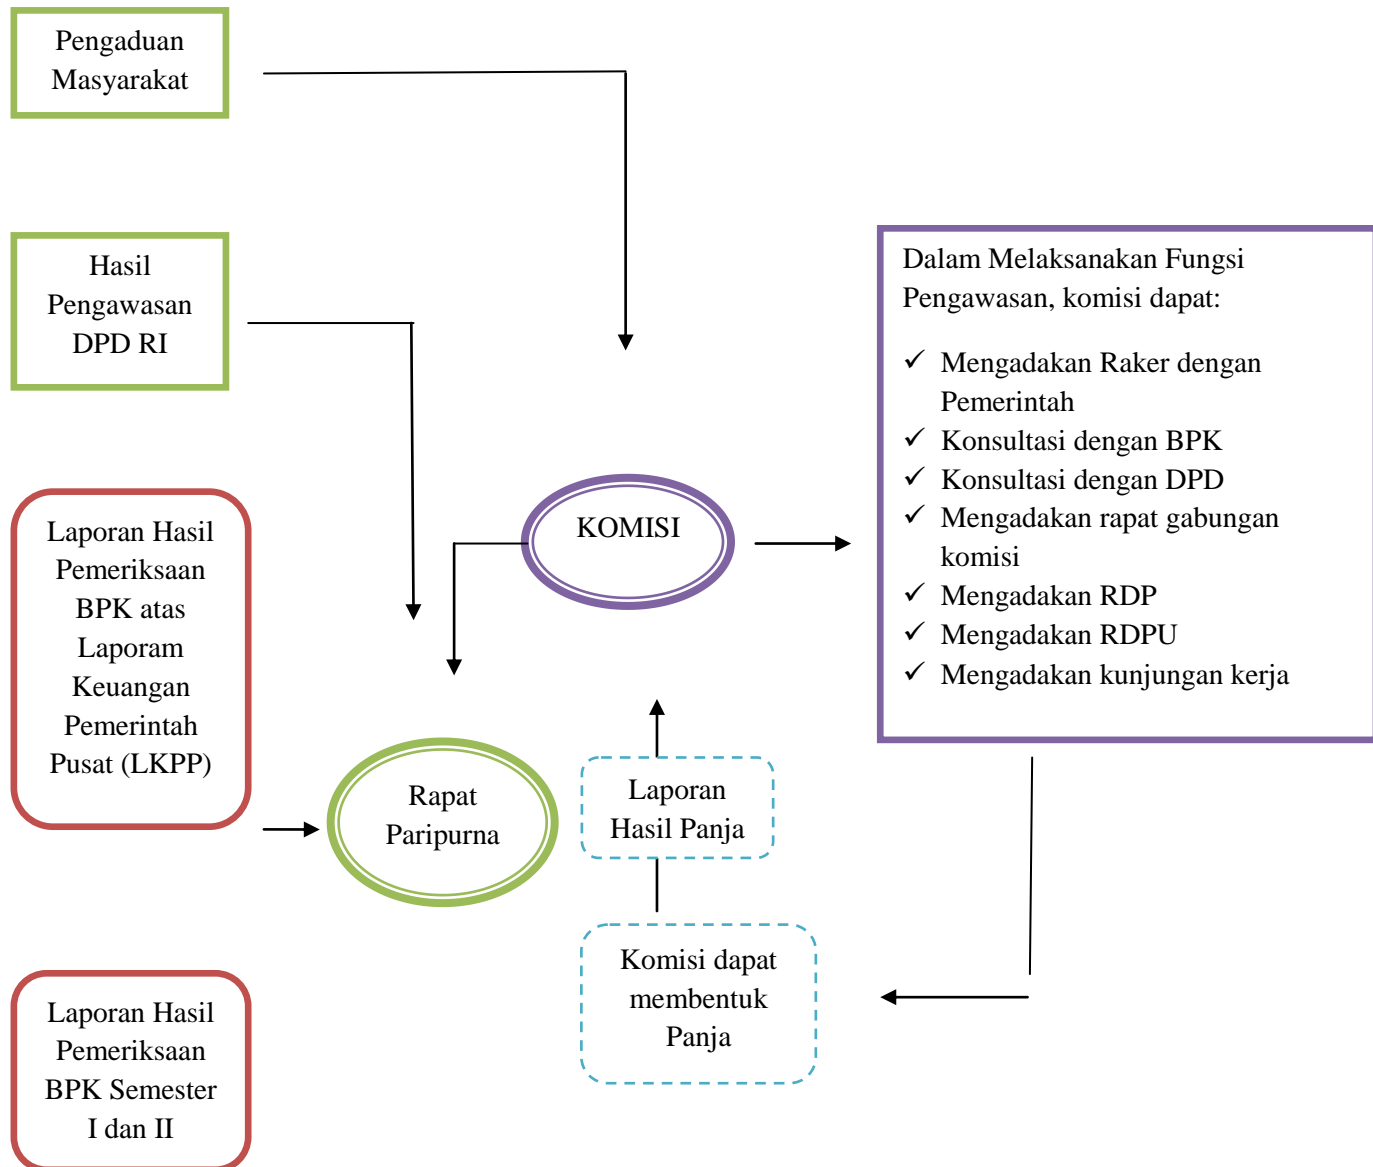 Pengaduan
Masyarakat
Hasil
Pengawasan
DPD RI
Dalam Melaksanakan Fungsi
Pengawasan, komisi dapat:
✓ Mengadakan Raker dengan
Pemerintah
✓ Konsultasi dengan BPK
✓ Konsultasi dengan DPD
✓ Mengadakan rapat gabungan
komisi
✓ Mengadakan RDP
✓ Mengadakan RDPU
✓ Mengadakan kunjungan kerja
KOMISI
Laporan Hasil
Pemeriksaan
BPK atas
Laporam
Keuangan
Pemerintah
Pusat (LKPP)
Rapat
Paripurna
Laporan
Hasil Panja
Komisi dapat
membentuk
Panja
Laporan Hasil
Pemeriksaan
BPK Semester
I dan II